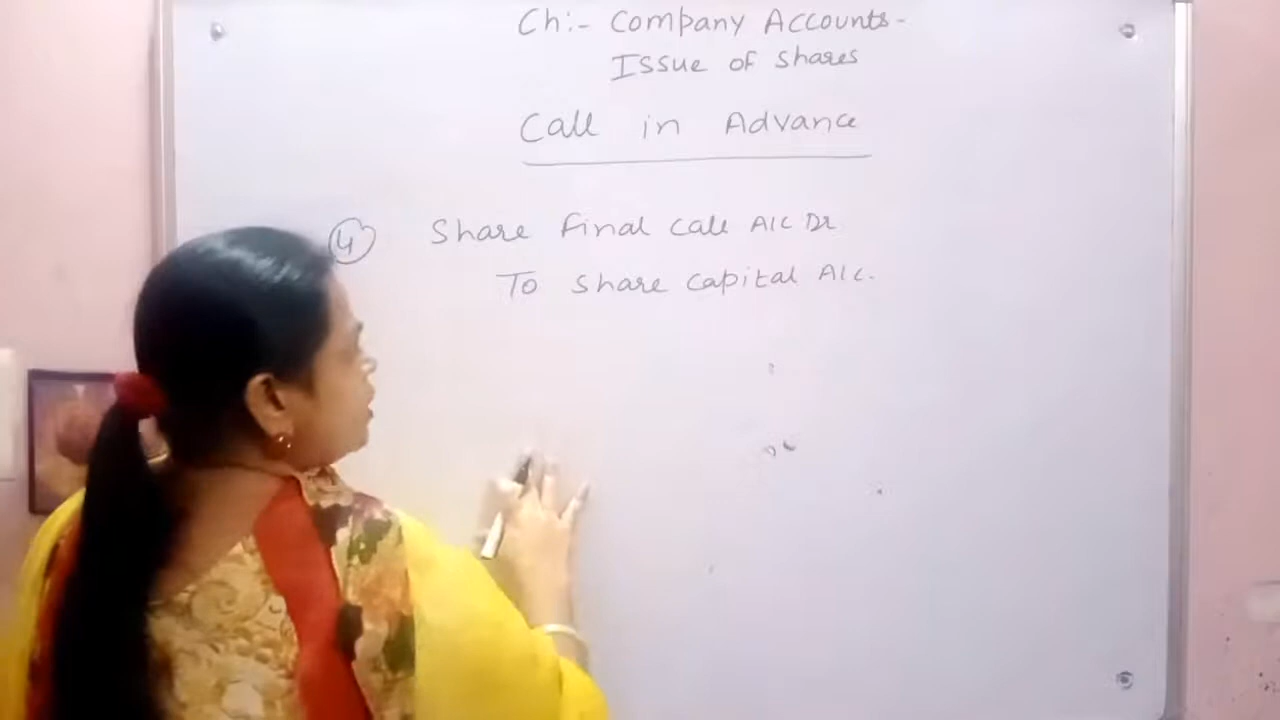 Ch:- Company Accounts-
Issue of Shares
Call in Advance
4 Share Final Call A/c Dr
To Share Capital A/c.